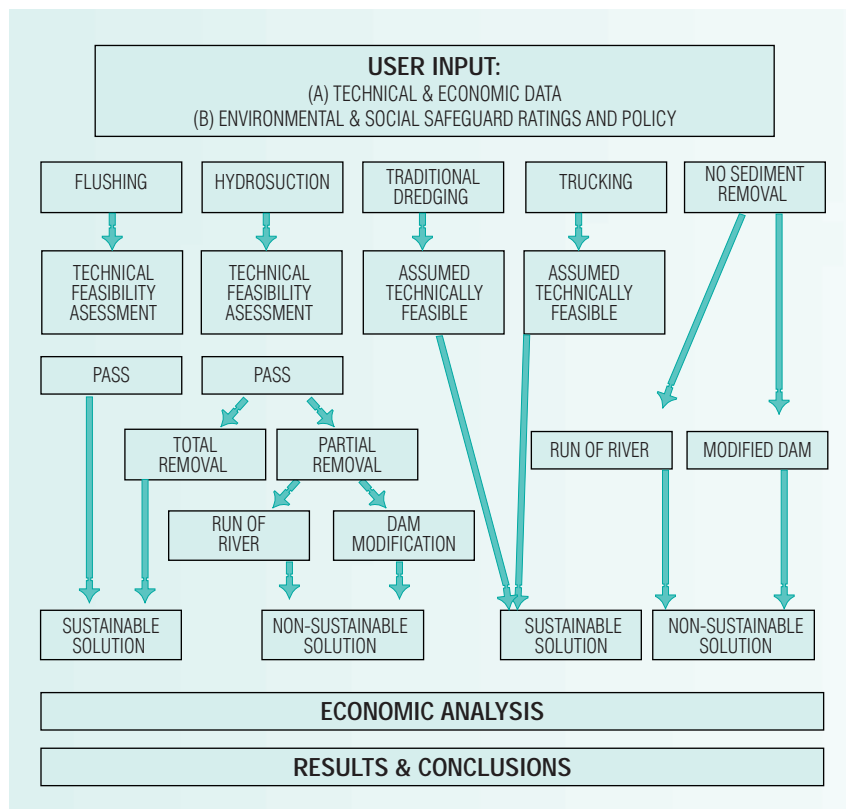 USER INPUT:
(A) TECHNICAL & ECONOMIC DATA
(B) ENVIRONMENTAL & SOCIAL SAFEGUARD RATINGS AND POLICY
FLUSHING
HYDROSUCTION
TRADITIONAL
DREDGING
TRUCKING
NO SEDIMENT
REMOVAL
TECHNICAL
FEASIBILITY
ASESSMENT
TECHNICAL
FEASIBILITY
ASESSMENT
ASSUMED
TECHNICALLY
FEASIBLE
ASSUMED
TECHNICALLY
FEASIBLE
PASS
PASS
TOTAL
REMOVAL
PARTIAL
REMOVAL
RUN OF RIVER
MODIFIED DAM
RUN OF
RIVER
DAM
MODIFICATION
SUSTAINABLE
SOLUTION
NON-SUSTAINABLE
SOLUTION
SUSTAINABLE
SOLUTION
NON-SUSTAINABLE
SOLUTION
ECONOMIC ANALYSIS
RESULTS & CONCLUSIONS